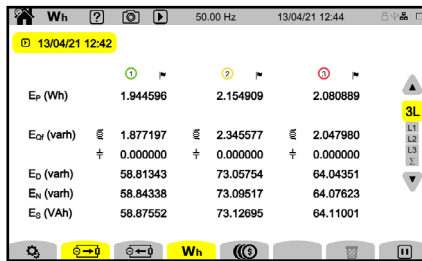 Wh ? 50.00 Hz 13/04/21 12:44
13/04/21 12:42
1 2 3
EP (Wh) 1.944596 2.154909 2.080889
3L
EQf (varh) 1.877197 2.345577 2.047980
L1
L2
0.000000 0.000000 0.000000
L3
Σ
ED (varh) 58.81343 73.05754 64.04351
EN (varh) 58.84338 73.09517 64.07623
ES (VAh) 58.87552 73.12695 64.11001
Wh $